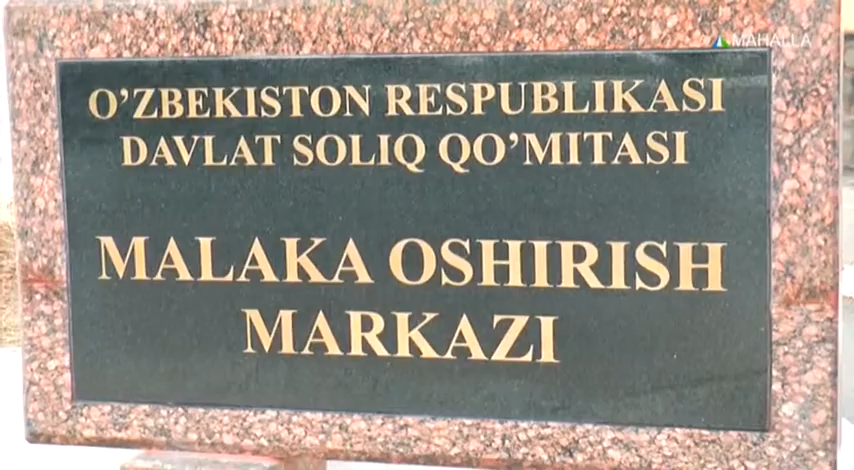 MAHALLA
O’ZBEKISTON RESPUBLIKASI
DAVLAT SOLIQ QO’MITASI
MALAKA OSHIRISH
MARKAZI